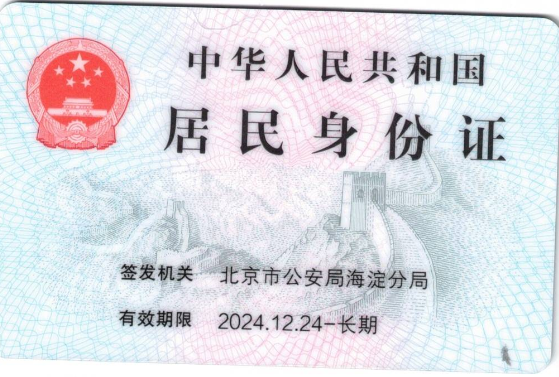 中华人民共和国
居民身份证
签发机关 北京市公安局海淀分局
有效期限 2024.12.24-长期